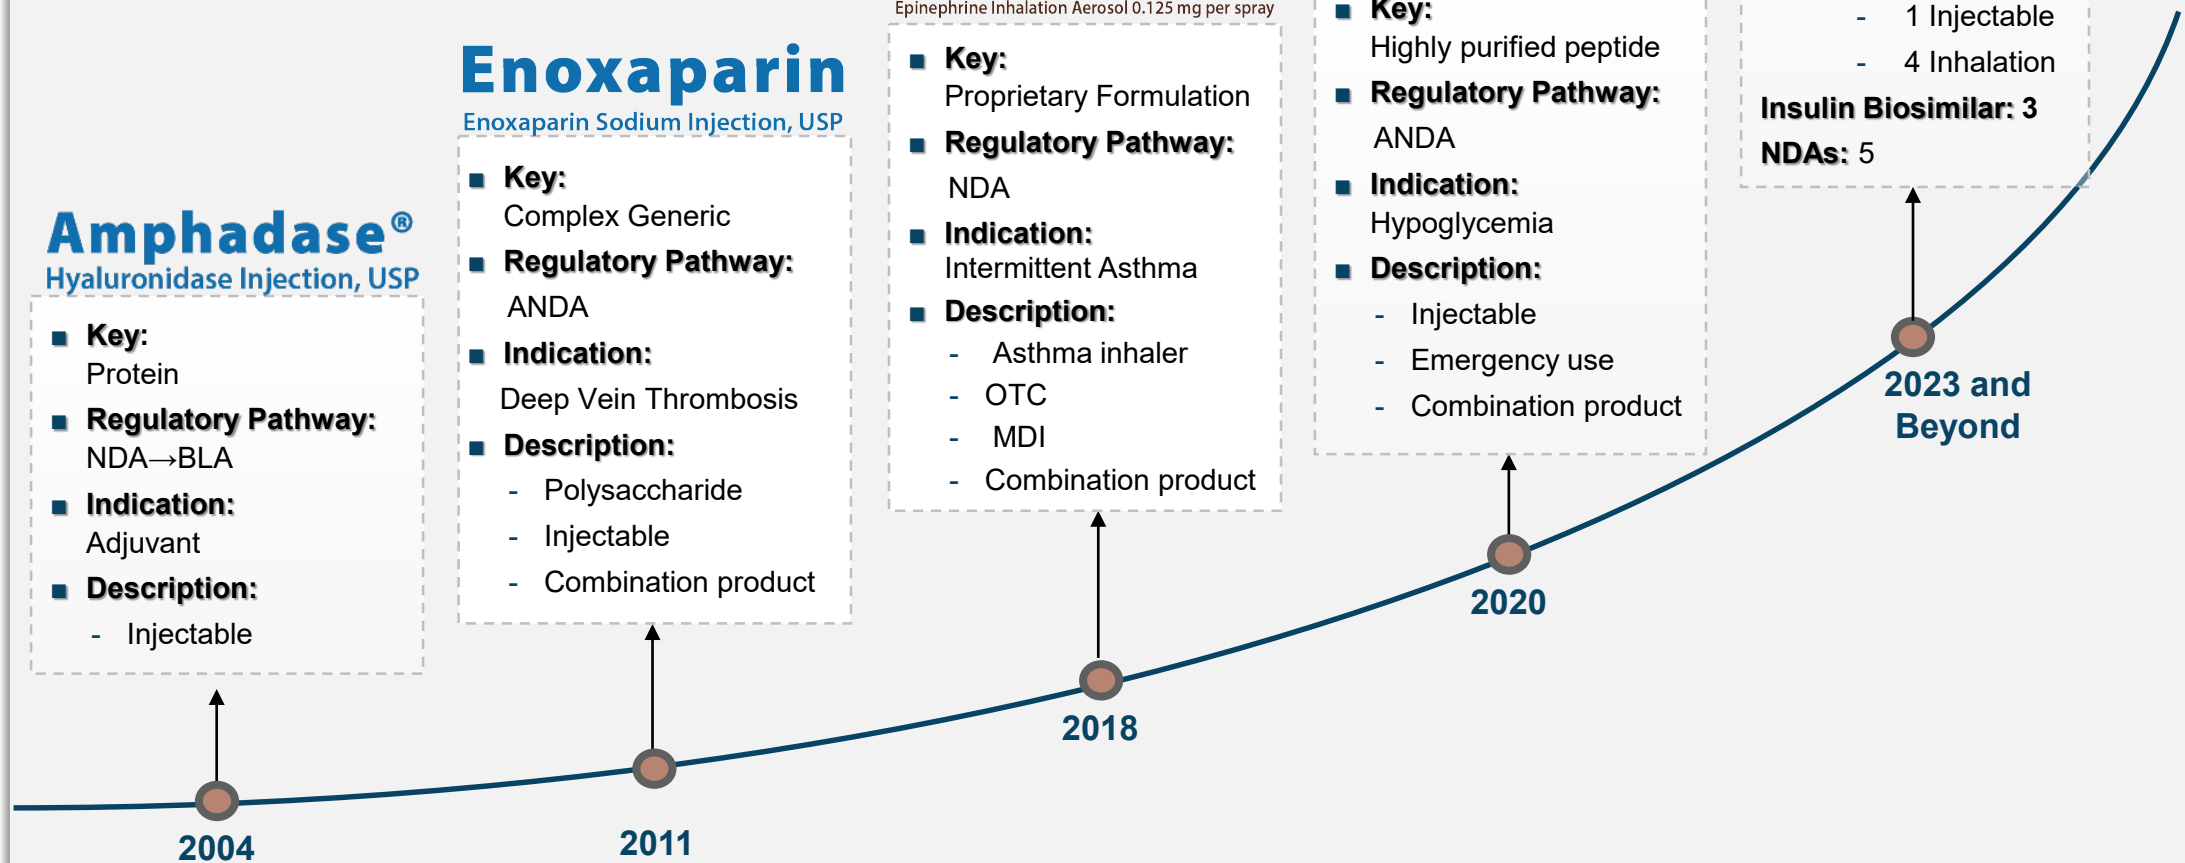 Amphadase®
Hyaluronidase Injection, USP
■ Key:
Protein
■ Regulatory Pathway:
NDA→BLA
■ Indication:
Adjuvant
■ Description:
- Injectable
2004
Enoxaparin
Enoxaparin Sodium Injection, USP
■ Key:
Complex Generic
■ Regulatory Pathway:
ANDA
■ Indication:
Deep Vein Thrombosis
■ Description:
- Polysaccharide
- Injectable
- Combination product
2011
Epinephrine Inhalation Aerosol 0.125 mg per spray
■ Key:
Proprietary Formulation
■ Regulatory Pathway:
NDA
■ Indication:
Intermittent Asthma
■ Description:
- Asthma inhaler
- OTC
- MDI
- Combination product
2018
■ Key:
Highly purified peptide
■ Regulatory Pathway:
ANDA
■ Indication:
Hypoglycemia
■ Description:
- Injectable
- Emergency use
- Combination product
2020
- 1 Injectable
- 4 Inhalation
Insulin Biosimilar: 3
NDAs: 5
2023 and
Beyond